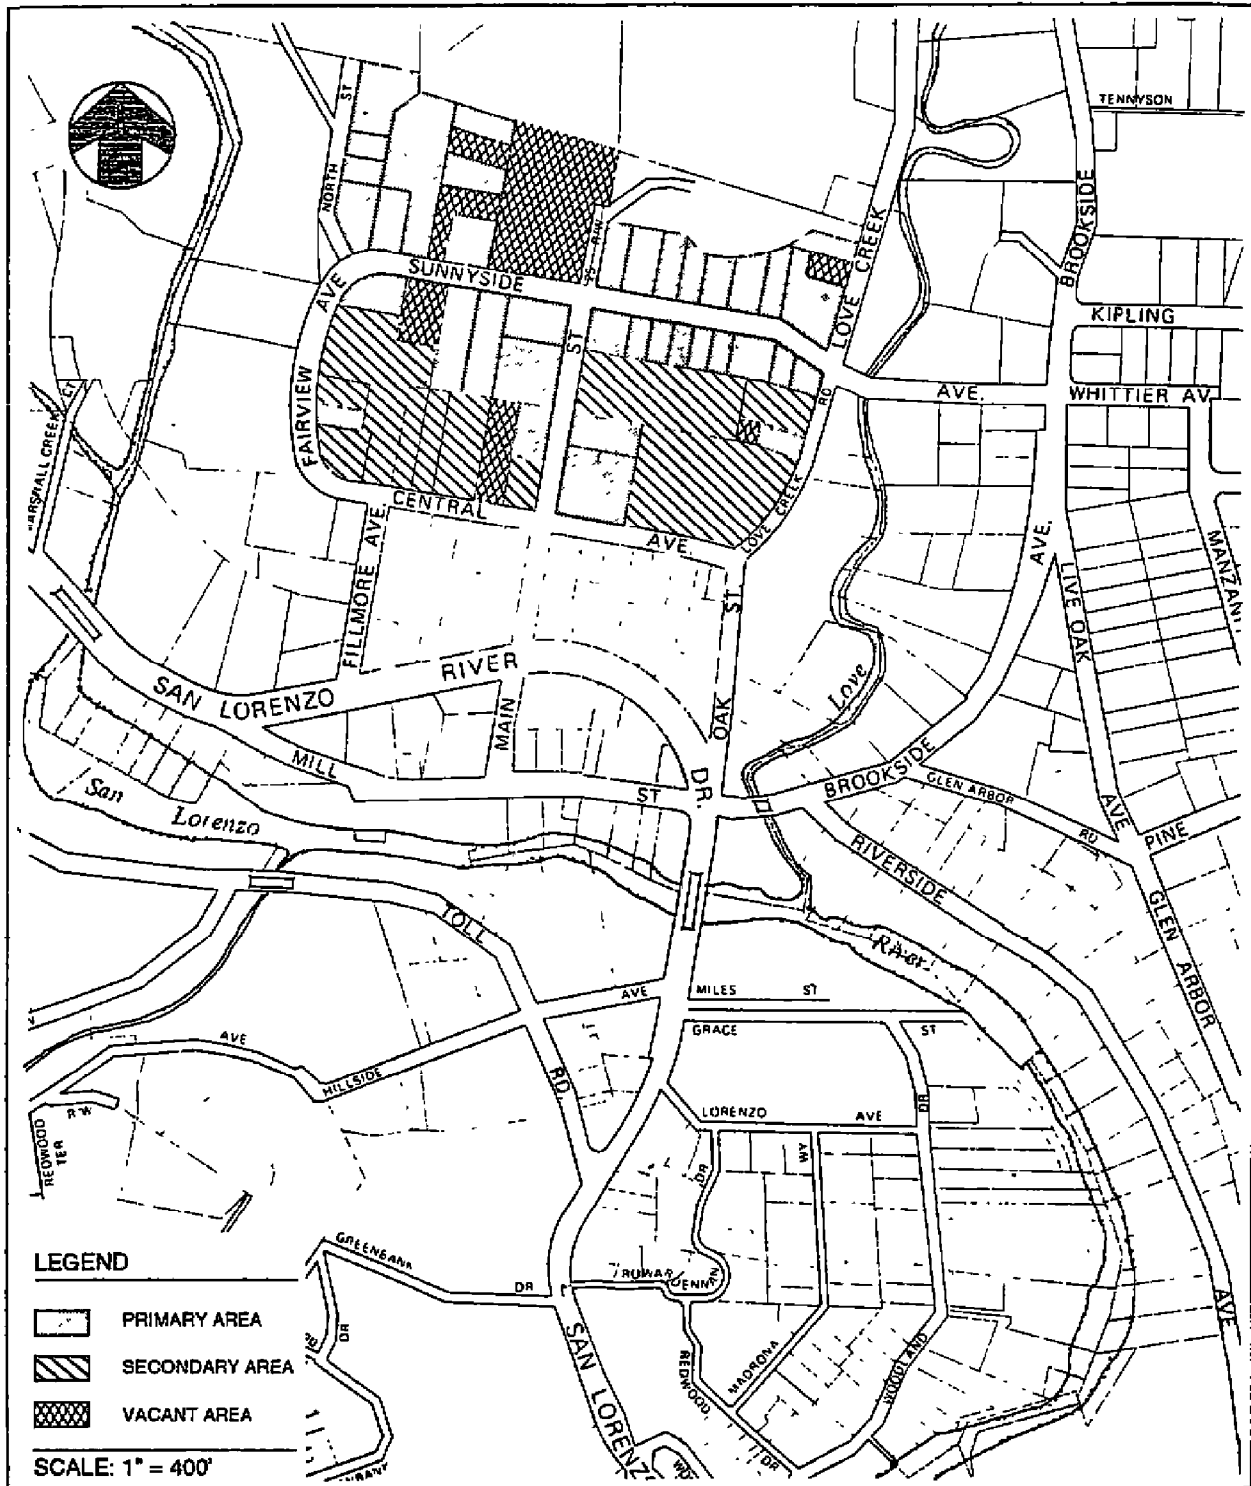 TENNYSON
ST
NORTH
BROOKSIDE
R/W
LOVE CREEK
SUNNYSIDE
AVE
KIPLING
ST
RD
AVE.
WHITTIER AV
FAIRVIEW
MARSHALL CREEK CT
CENTRAL
AVE
LOVE CREEK
AVE.
MANZANI
FILLMORE AVE.
LIVE OAK
ST
OAK
RIVER
SAN LORENZO
MAIN
Love
MILL
ST
DR.
BROOKSIDE
GLEN ARBOR
RD
AVE
PINE
San
Lorenzo
RIVERSIDE
GLEN ARBOR
TOLL
River
AVE
MILES ST
GRACE ST
AVE
HILLSIDE
RD.
DR
LORENZO AVE
R/W
REDWOOD
TER
WY
DR
LEGEND
GREENBANK
DR
AVE
PRIMARY AREA
RD
DR
SAN LORENZO
REDWOOD
MADRONA
WOODLAND
SECONDARY AREA
VACANT AREA
DR
SCALE: 1" = 400'